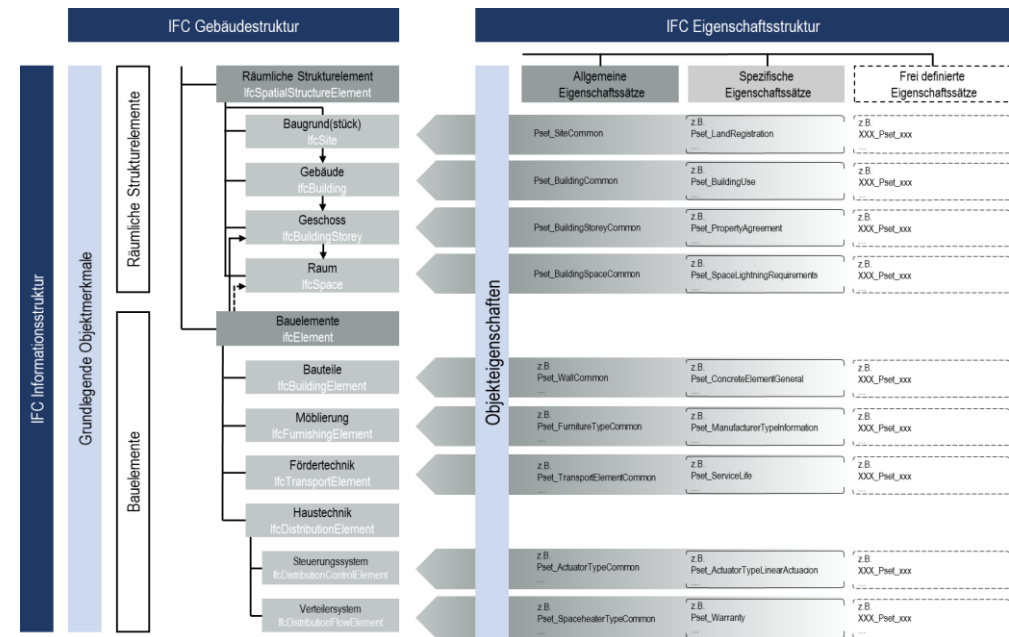 IFC Gebäudestruktur
IFC Eigenschaftsstruktur
IFC Informationsstruktur
Grundlegende Objektmerkmale
Räumliche Strukturelemente
Bauelemente
Räumliche Strukturelement
IfcSpatialStructureElement
Baugrund(stück)
IfcSite
Gebäude
IfcBuilding
Geschoss
IfcBuildingStorey
Raum
IfcSpace
Bauelemente
ifcElement
Bauteile
IfcBuildingElement
Möblierung
IfcFurnishingElement
Fördertechnik
IfcTransportElement
Haustechnik
IfcDistributionElement
Steuerungssystem
IfcDistributionControlElement
Verteilersystem
IfcDistributionFlowElement
Objekteigenschaften
Allgemeine
Eigenschaftssätze
Spezifische
Eigenschaftssätze
Frei definierte
Eigenschaftssätze
Pset_SiteCommon
z.B.
Pset_LandRegistration
...
z.B.
XXX_Pset_xxx
...
Pset_BuildingCommon
z.B.
Pset_BuildingUse
...
z.B.
XXX_Pset_xxx
...
Pset_BuildingStoreyCommon
z.B.
Pset_PropertyAgreement
...
z.B.
XXX_Pset_xxx
...
Pset_BuildingSpaceCommon
z.B.
Pset_SpaceLightningRequirements
...
z.B.
XXX_Pset_xxx
...
z.B.
Pset_WallCommon
...
z.B.
Pset_ConcreteElementGeneral
...
z.B.
XXX_Pset_xxx
...
z.B.
Pset_FurnitureTypeCommon
...
z.B.
Pset_ManufacturerTypeInformation
...
z.B.
XXX_Pset_xxx
...
z.B.
Pset_TransportElementCommon
...
z.B.
Pset_ServiceLife
...
z.B.
XXX_Pset_xxx
...
z.B.
Pset_ActuatorTypeCommon
...
z.B.
Pset_ActuatorTypeLinearActuacion
...
z.B.
XXX_Pset_xxx
...
z.B.
Pset_SpaceheaterTypeCommon
...
z.B.
Pset_Warranty
...
z.B.
XXX_Pset_xxx
...